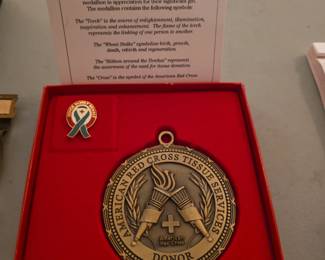 medallion in appreciation for their significant gift.
The medallion contains the following symbols:
The "Torch" is the source of enlightenment, illumination,
inspiration and enhancement. The flame of the torch
represents the linking of one person to another
The "Wheat Stalks" symbolize birth, growth,
death, rebirth and regeneration
The "Ribbon around the Torches" represents
the awareness of the need for tissue donation
The "Cross" is the symbol of the American Red Cross
AMERICAN RED CROSS TISSUE SERVICES
American
Red Cross
DONOR